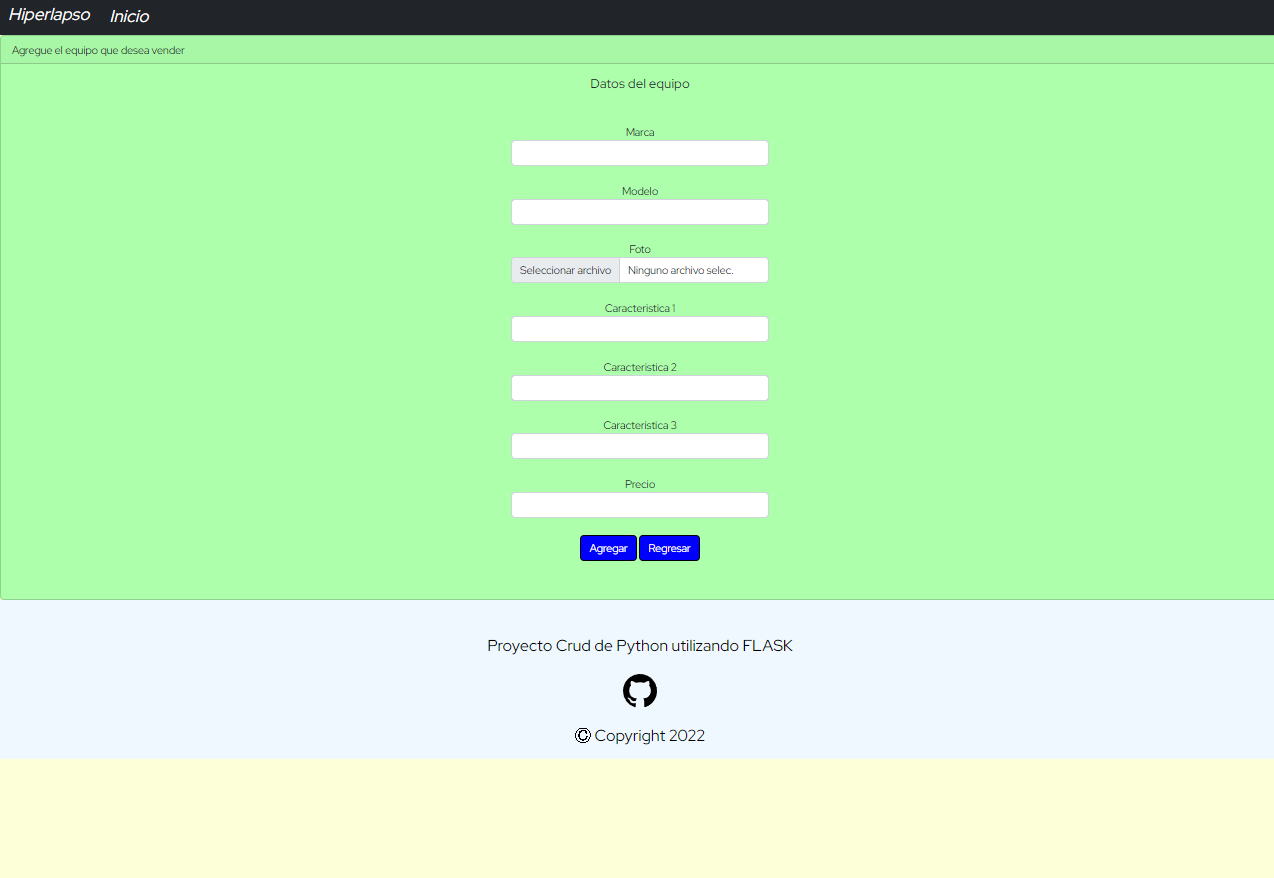 Hiperlapso Inicio
Agregue el equipo que desea vender
Datos del equipo
Marca
Modelo
Foto
Seleccionar archivo Ninguno archivo selec.
Caracteristica 1
Caracteristica 2
Caracteristica 3
Precio
Agregar Regresar
Proyecto Crud de Python utilizando FLASK
© Copyright 2022